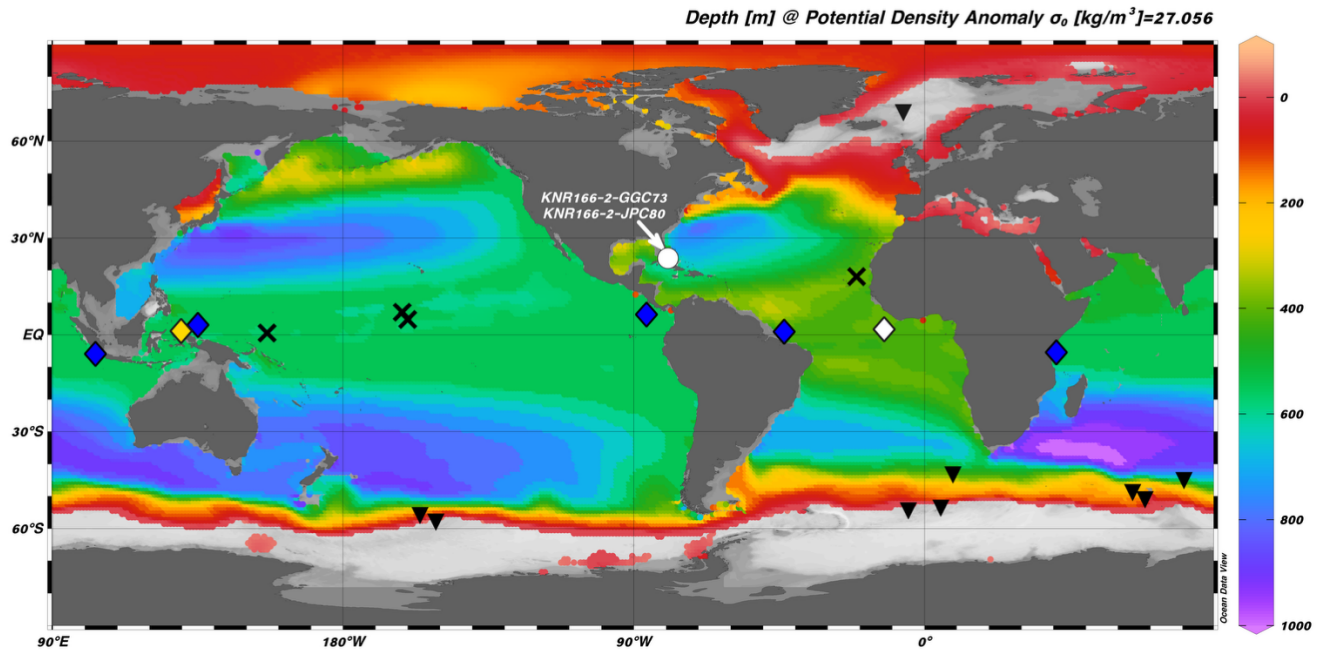 Depth [m] @ Potential Density Anomaly σ₀ [kg/m³]=27.056
60°N
30°N
EQ
30°S
60°S
90°E
180°W
90°W
0°
KNR166-2-GGC73
KNR166-2-JPC80
0
200
400
600
800
1000
Ocean Data View